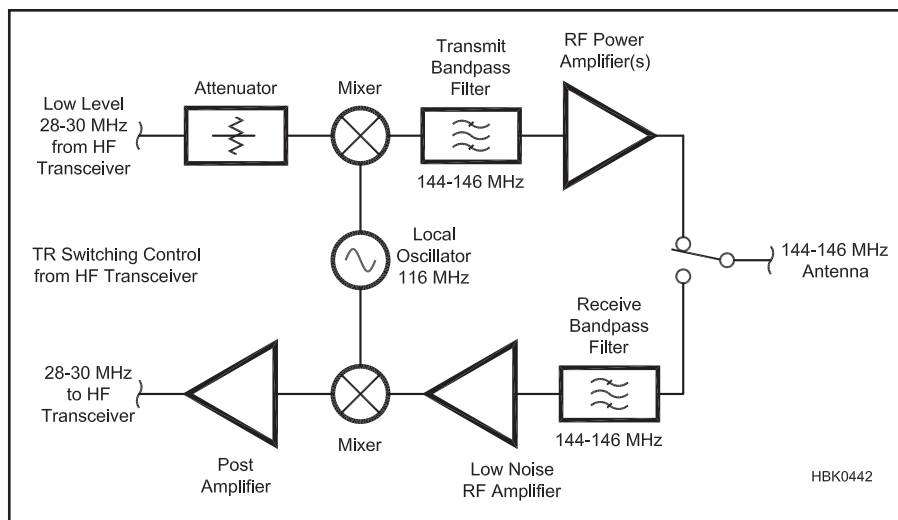 Low Level
28-30 MHz
from HF
Transceiver
Attenuator
Mixer
Transmit
Bandpass
Filter
144-146 MHz
RF Power
Amplifier(s)
TR Switching Control
from HF Transceiver
Local
Oscillator
116 MHz
144-146 MHz
Antenna
28-30 MHz
to HF
Transceiver
Post
Amplifier
Mixer
Low Noise
RF Amplifier
Receive
Bandpass
Filter
144-146 MHz
HBK0442